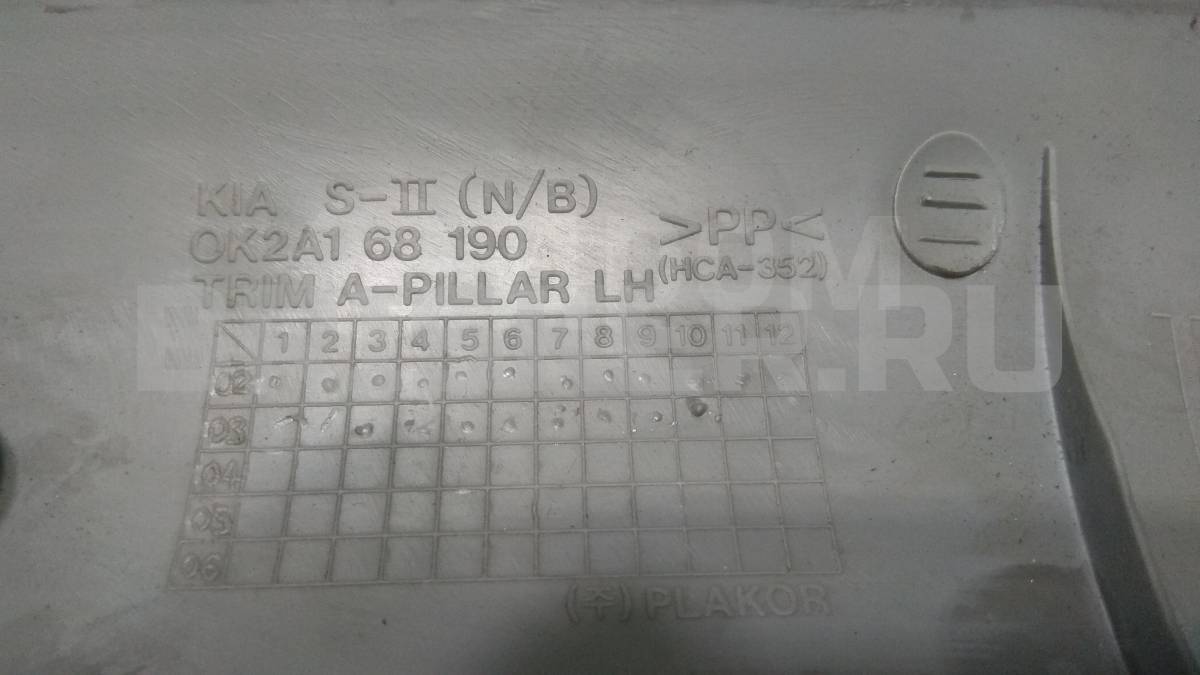 KIA S-II (N/B)
OK2A1 68 190
TRIM A-PILLAR LH
>PP<
(HCA-352)
1 2 3 4 5 6 7 8 9 10 11 12
02
03
04
05
06
(주) PLAKOR